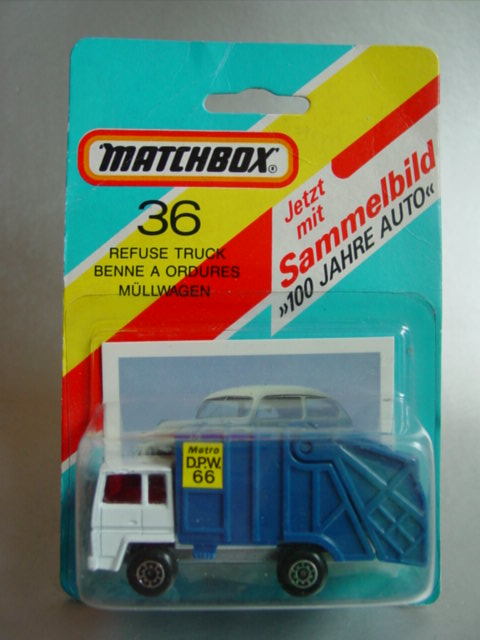 MATCHBOX®
36
REFUSE TRUCK
BENNE A ORDURES
MÜLLWAGEN
Jetzt
mit
Sammelbild
»100 JAHRE AUTO«
Metro
D.P.W.
66